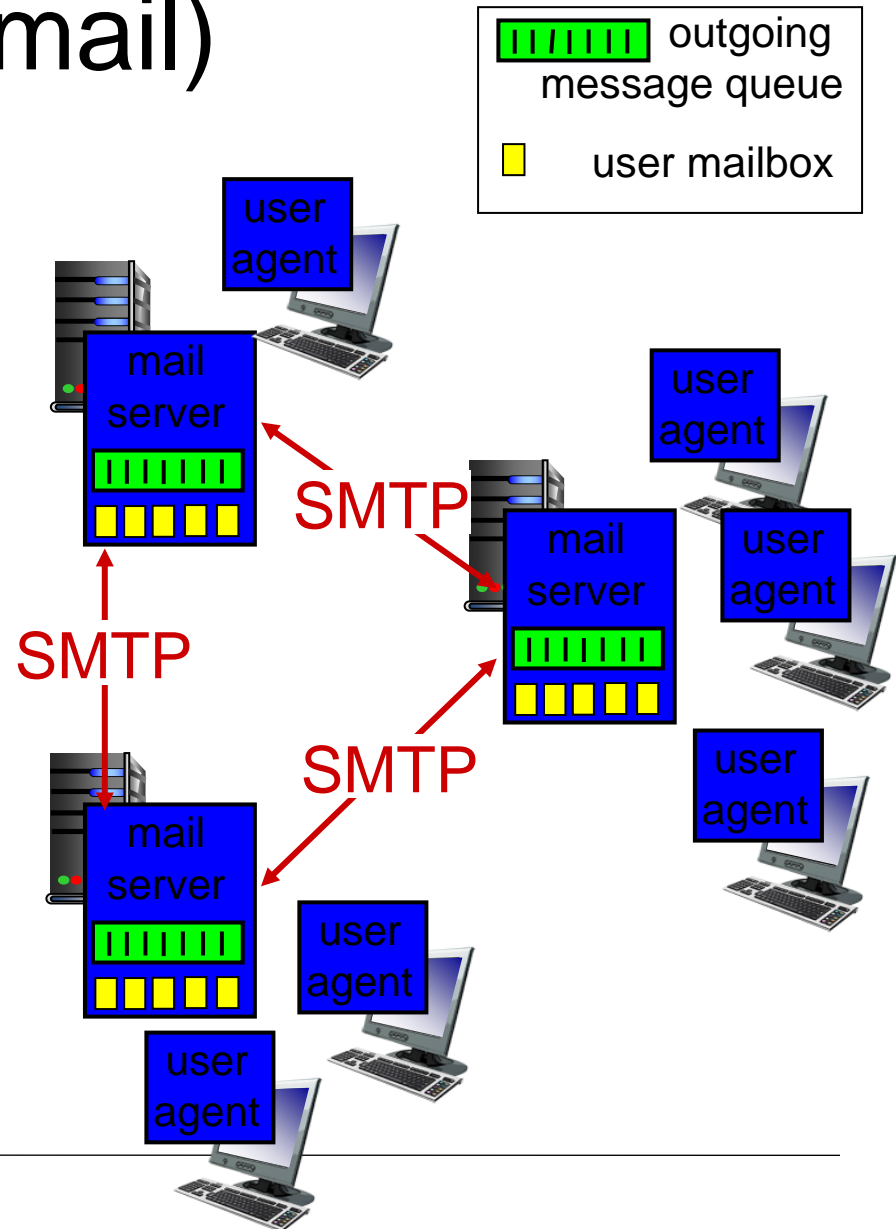 mail)
outgoing
message queue
user mailbox
user
agent
mail
server
user
agent
SMTP
mail
server
user
agent
SMTP
SMTP
user
agent
mail
server
user
agent
user
agent